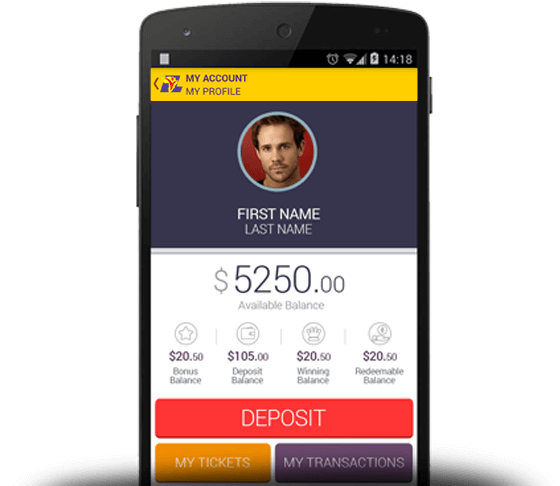 14:18
MY ACCOUNT
MY PROFILE
FIRST NAME
LAST NAME
$5250.00
Available Balance
$20.50 $105.00 $20.50 $20.50
Bonus Deposit Winning Redeemable
Balance Balance Balance Balance
DEPOSIT
MY TICKETS MY TRANSACTIONS